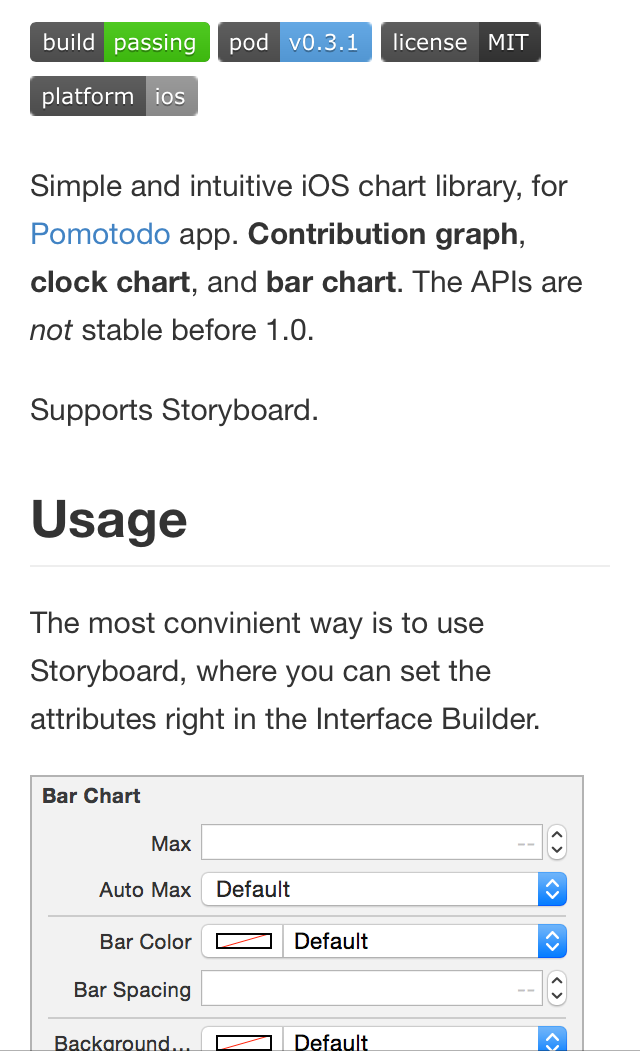 build passing pod v0.3.1 license MIT
platform ios
Simple and intuitive iOS chart library, for
Pomotodo app. Contribution graph,
clock chart, and bar chart. The APIs are
not stable before 1.0.
Supports Storyboard.
Usage
The most convinient way is to use
Storyboard, where you can set the
attributes right in the Interface Builder.
Bar Chart
Max --
Auto Max Default
Bar Color Default
Bar Spacing --
Background... Default